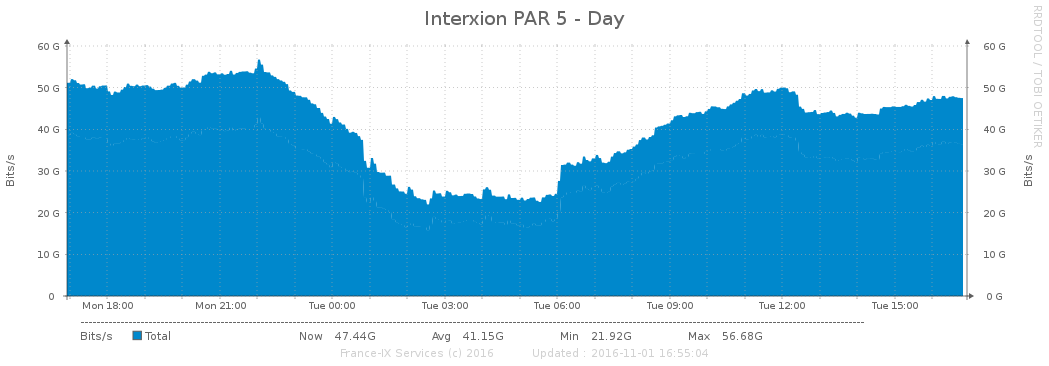 Interxion PAR 5 - Day
RRDTOOL / TOBI OETIKER
Bits/s
Bits/s
60 G 60 G
50 G 50 G
40 G 40 G
30 G 30 G
20 G 20 G
10 G 10 G
0 0 G
Mon 18:00 Mon 21:00 Tue 00:00 Tue 03:00 Tue 06:00 Tue 09:00 Tue 12:00 Tue 15:00
Bits/s Total Now 47.44G Avg 41.15G Min 21.92G Max 56.68G
France-IX Services (c) 2016 Updated : 2016-11-01 16:55:04